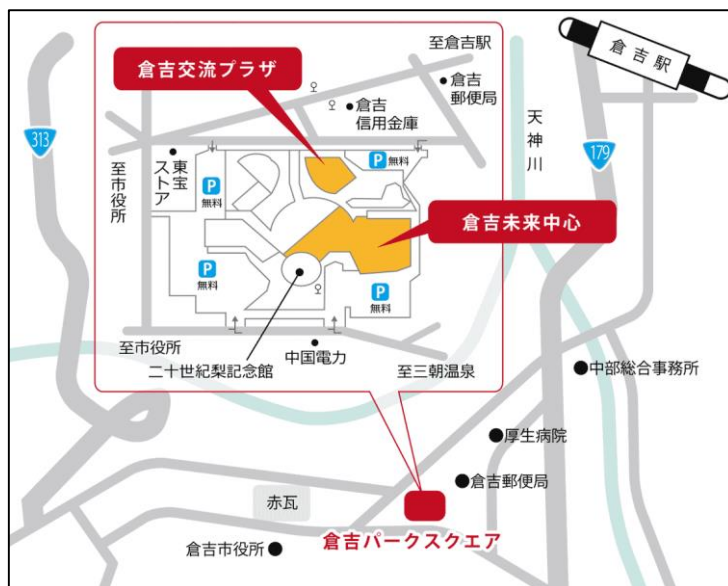 倉吉駅
至倉吉駅
倉吉交流プラザ
倉吉
郵便局
倉吉
信用金庫
天神川
313
179
至市役所
東宝
ストア
P
無料
P
無料
倉吉未来中心
P
無料
P
無料
至市役所
中国電力
二十世紀梨記念館
至三朝温泉
中部総合事務所
厚生病院
倉吉郵便局
赤瓦
倉吉パークスクエア
倉吉市役所